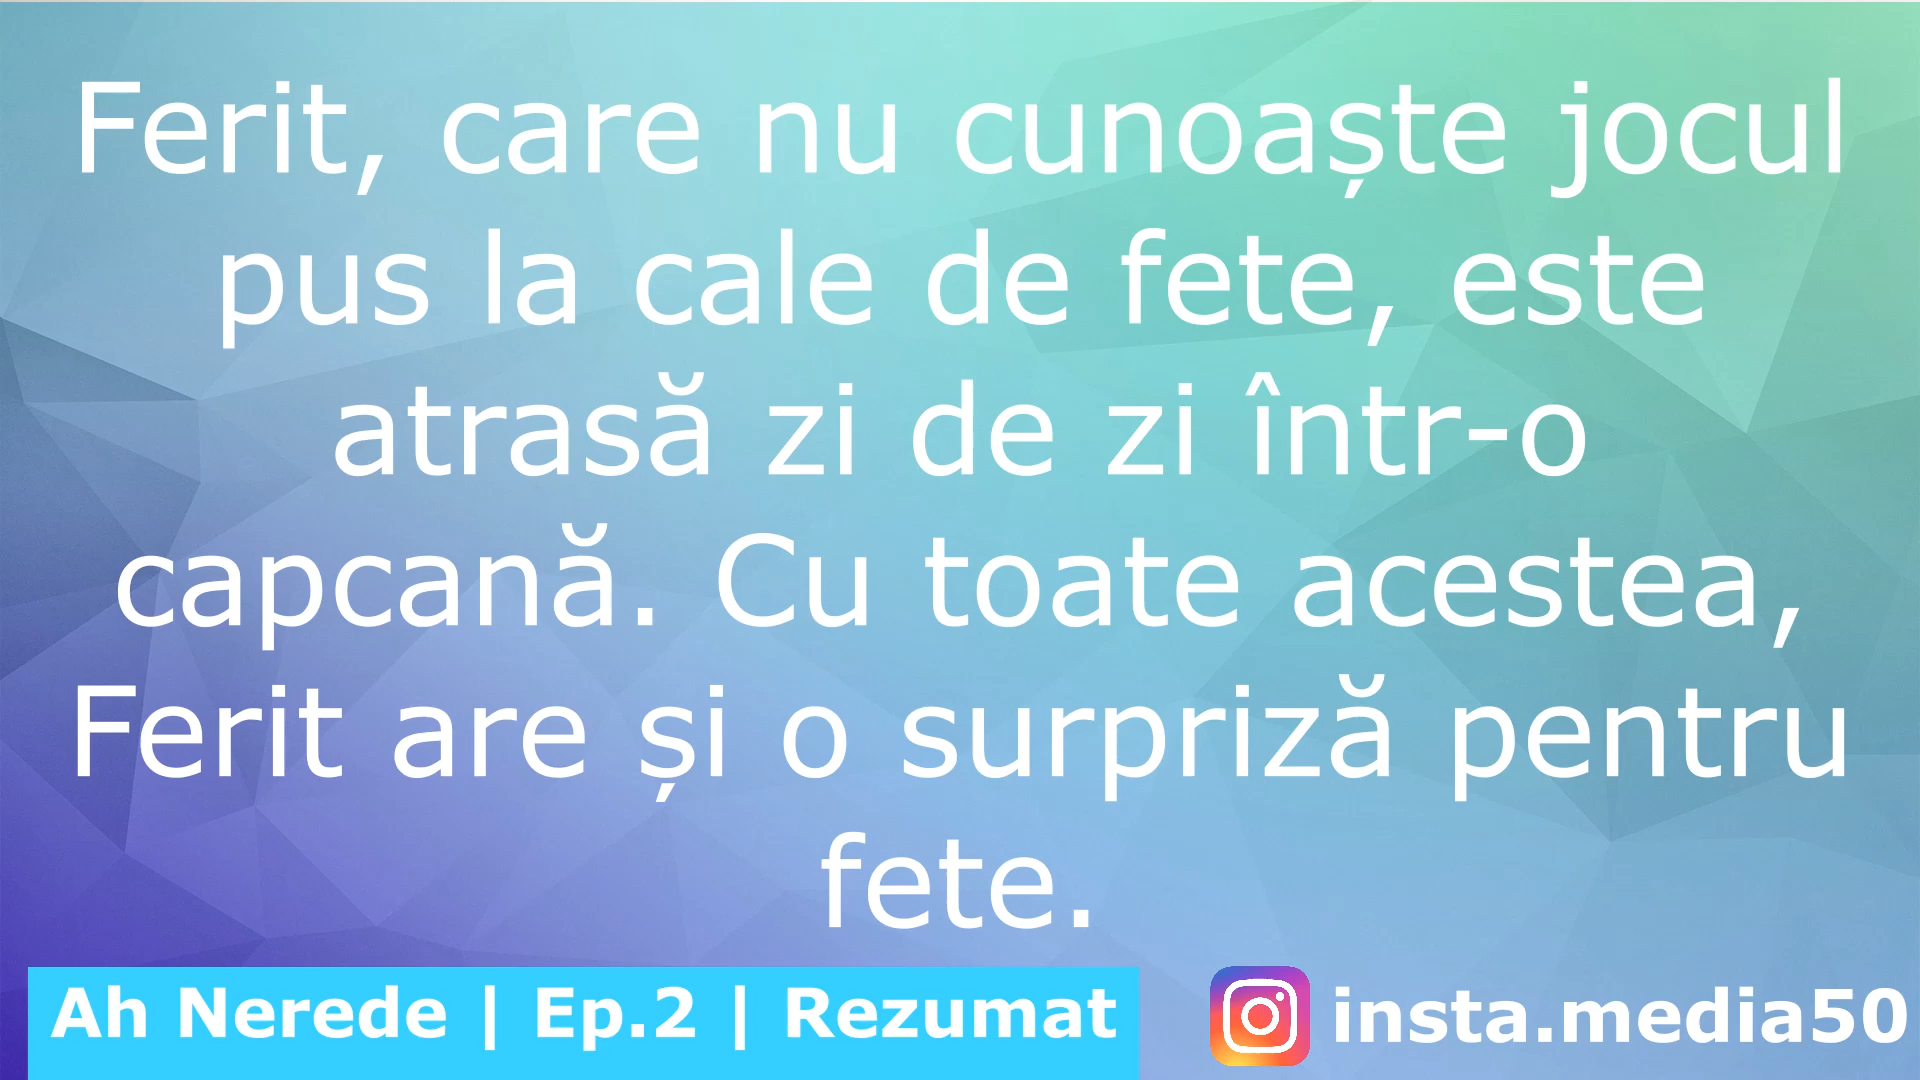 Ferit, care nu cunoaște jocul
pus la cale de fete, este
atrasă zi de zi într-o
capcană. Cu toate acestea,
Ferit are și o surpriză pentru
fete.
Ah Nerede | Ep.2 | Rezumat
insta.media50